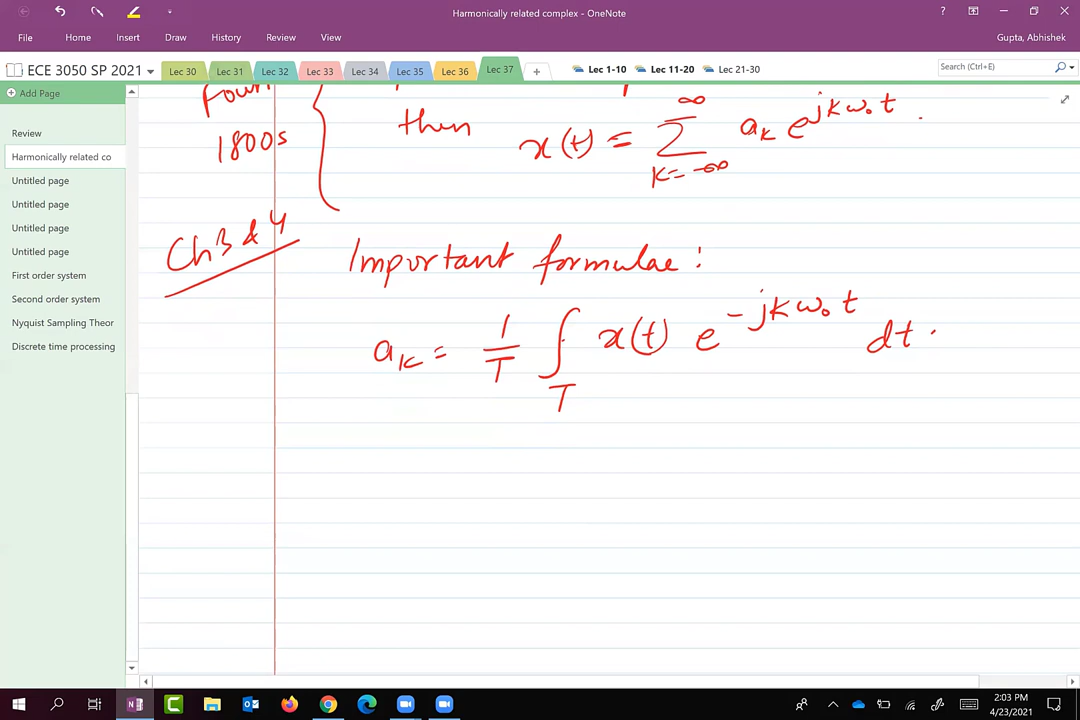 Harmonically related complex - OneNote
?
File Home Insert Draw History Review View
Gupta, Abhishek
ECE 3050 SP 2021
Lec 30 Lec 31 Lec 32 Lec 33 Lec 34 Lec 35 Lec 36 Lec 37 Lec 1-10 Lec 11-20 Lec 21-30
Search (Ctrl+E)
Add Page
Review
Harmonically related co
Untitled page
Untitled page
Untitled page
Untitled page
First order system
Second order system
Nyquist Sampling Theor
Discrete time processing
1800s
then x(t) = ∑_{k=-∞}^{∞} a_k e^{jkω₀t}.
Ch3 & 4
Important formulae:
a_k = 1/T ∫_T x(t) e^{-jkω₀t} dt.
2:03 PM
4/23/2021